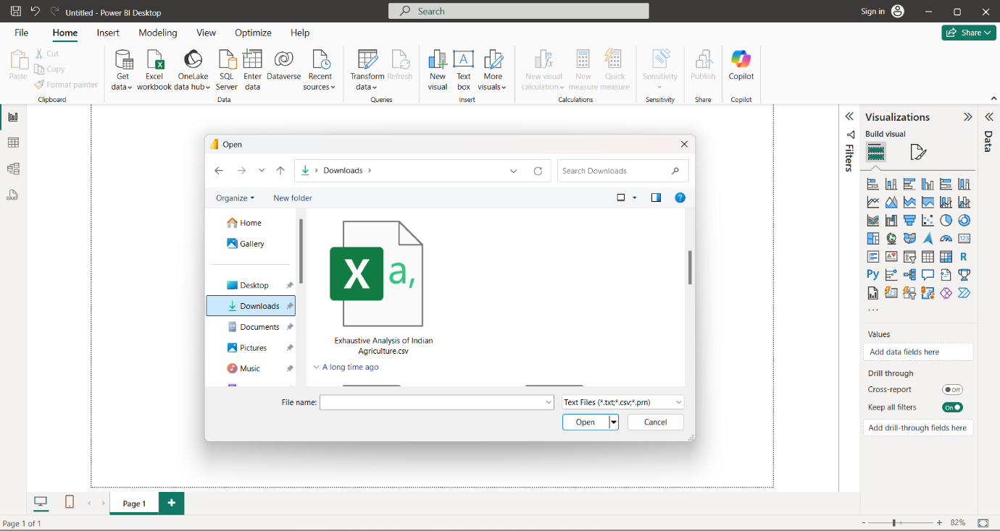 Untitled - Power BI Desktop
Search
Sign in
File Home Insert Modeling View Optimize Help
Share
Paste
Cut
Copy
Format painter
Clipboard
Get data
Excel workbook
OneLake data hub
SQL Server
Enter data
Dataverse
Recent sources
Data
Transform data
Refresh
Queries
New visual
Text box
More visuals
Insert
New visual calculation
New measure
Quick measure
Calculations
Sensitivity
Sensitivity
Publish
Share
Copilot
Copilot
Open
Downloads
Search Downloads
Organize
New folder
Home
Gallery
Desktop
Downloads
Documents
Pictures
Music
X a,
Exhaustive Analysis of Indian
Agriculture.csv
A long time ago
File name:
Text Files (*.txt;*.csv;*.prn)
Open
Cancel
Filters
Visualizations
Build visual
123
R
Py
123
...
Values
Add data fields here
Drill through
Cross-report
Off
Keep all filters
On
Add drill-through fields here
Data
DAX
Page 1
+
Page 1 of 1
- + 82%